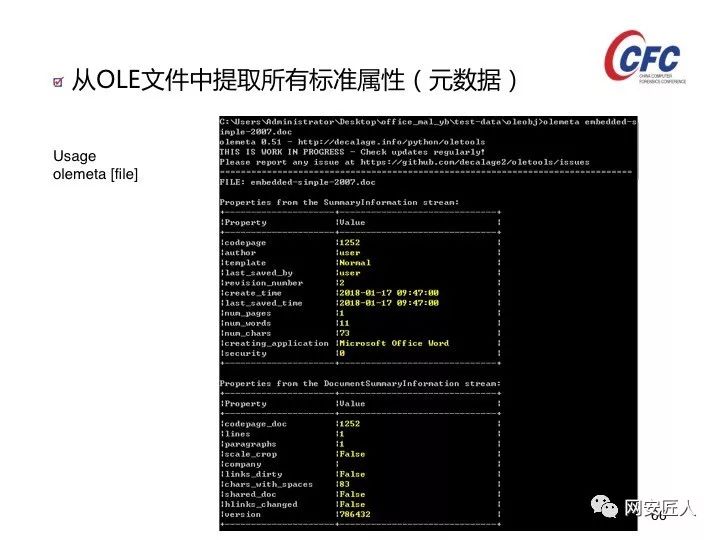 从OLE文件中提取所有标准属性（元数据）
CFC
CHINA COMPUTER
FORENSICS CONFERENCE
Usage
olemeta [file]
C:\Users\Administrator\Desktop\office_mal_yb\test-data\oleobj>olemeta embedded-s
imple-2007.doc
olemeta 0.51 - http://decalage.info/python/oletools
THIS IS WORK IN PROGRESS - Check updates regularly!
Please report any issue at https://github.com/decalage2/oletools/issues
===============================================================================
FILE: embedded-simple-2007.doc
Properties from the SummaryInformation stream:
+---------------------+------------------------------+
|Property |Value |
+---------------------+------------------------------+
|codepage |1252 |
|author |user |
|template |Normal |
|last_saved_by |user |
|revision_number |2 |
|create_time |2018-01-17 09:47:00 |
|last_saved_time |2018-01-17 09:47:00 |
|num_pages |1 |
|num_words |11 |
|num_chars |73 |
|creating_application |Microsoft Office Word |
|security |0 |
+---------------------+------------------------------+
Properties from the DocumentSummaryInformation stream:
+---------------------+------------------------------+
|Property |Value |
+---------------------+------------------------------+
|codepage_doc |1252 |
|lines |1 |
|paragraphs |1 |
|scale_crop |False |
|company | |
|links_dirty |False |
|chars_with_spaces |83 |
|shared_doc |False |
|hlinks_changed |False |
|version |786432 |
+---------------------+------------------------------+
网安匠人